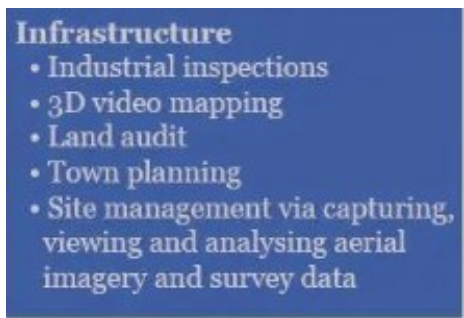 Infrastructure
• Industrial inspections
• 3D video mapping
• Land audit
• Town planning
• Site management via capturing,
viewing and analysing aerial
imagery and survey data